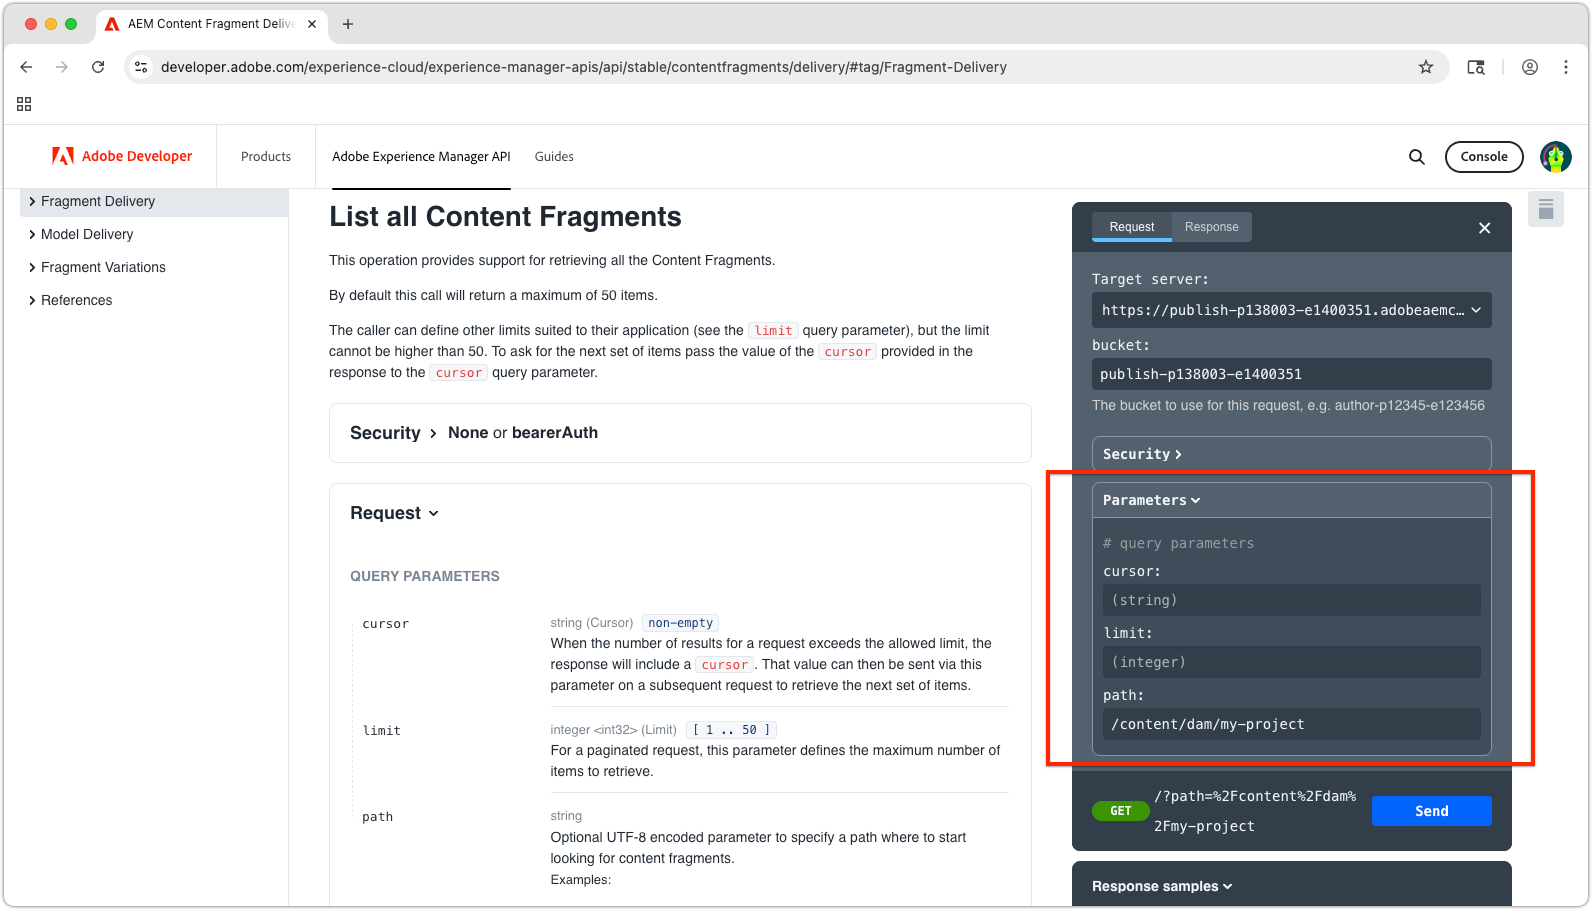 AEM Content Fragment Delive
developer.adobe.com/experience-cloud/experience-manager-apis/api/stable/contentfragments/delivery/#tag/Fragment-Delivery
Adobe Developer
Products
Adobe Experience Manager API
Guides
Console
Fragment Delivery
Model Delivery
Fragment Variations
References
List all Content Fragments
This operation provides support for retrieving all the Content Fragments.
By default this call will return a maximum of 50 items.
The caller can define other limits suited to their application (see the limit query parameter), but the limit
cannot be higher than 50. To ask for the next set of items pass the value of the cursor provided in the
response to the cursor query parameter.
Security > None or bearerAuth
Request
QUERY PARAMETERS
cursor
string (Cursor) non-empty
When the number of results for a request exceeds the allowed limit, the
response will include a cursor. That value can then be sent via this
parameter on a subsequent request to retrieve the next set of items.
limit
integer <int32> (Limit) [ 1 .. 50 ]
For a paginated request, this parameter defines the maximum number of
items to retrieve.
path
string
Optional UTF-8 encoded parameter to specify a path where to start
looking for content fragments.
Examples:
Request
Response
Target server:
https://publish-p138003-e1400351.adobeaemc...
bucket:
publish-p138003-e1400351
The bucket to use for this request, e.g. author-p12345-e123456
Security
Parameters
# query parameters
cursor:
(string)
limit:
(integer)
path:
/content/dam/my-project
GET
/?path=%2Fcontent%2Fdam%
2Fmy-project
Send
Response samples